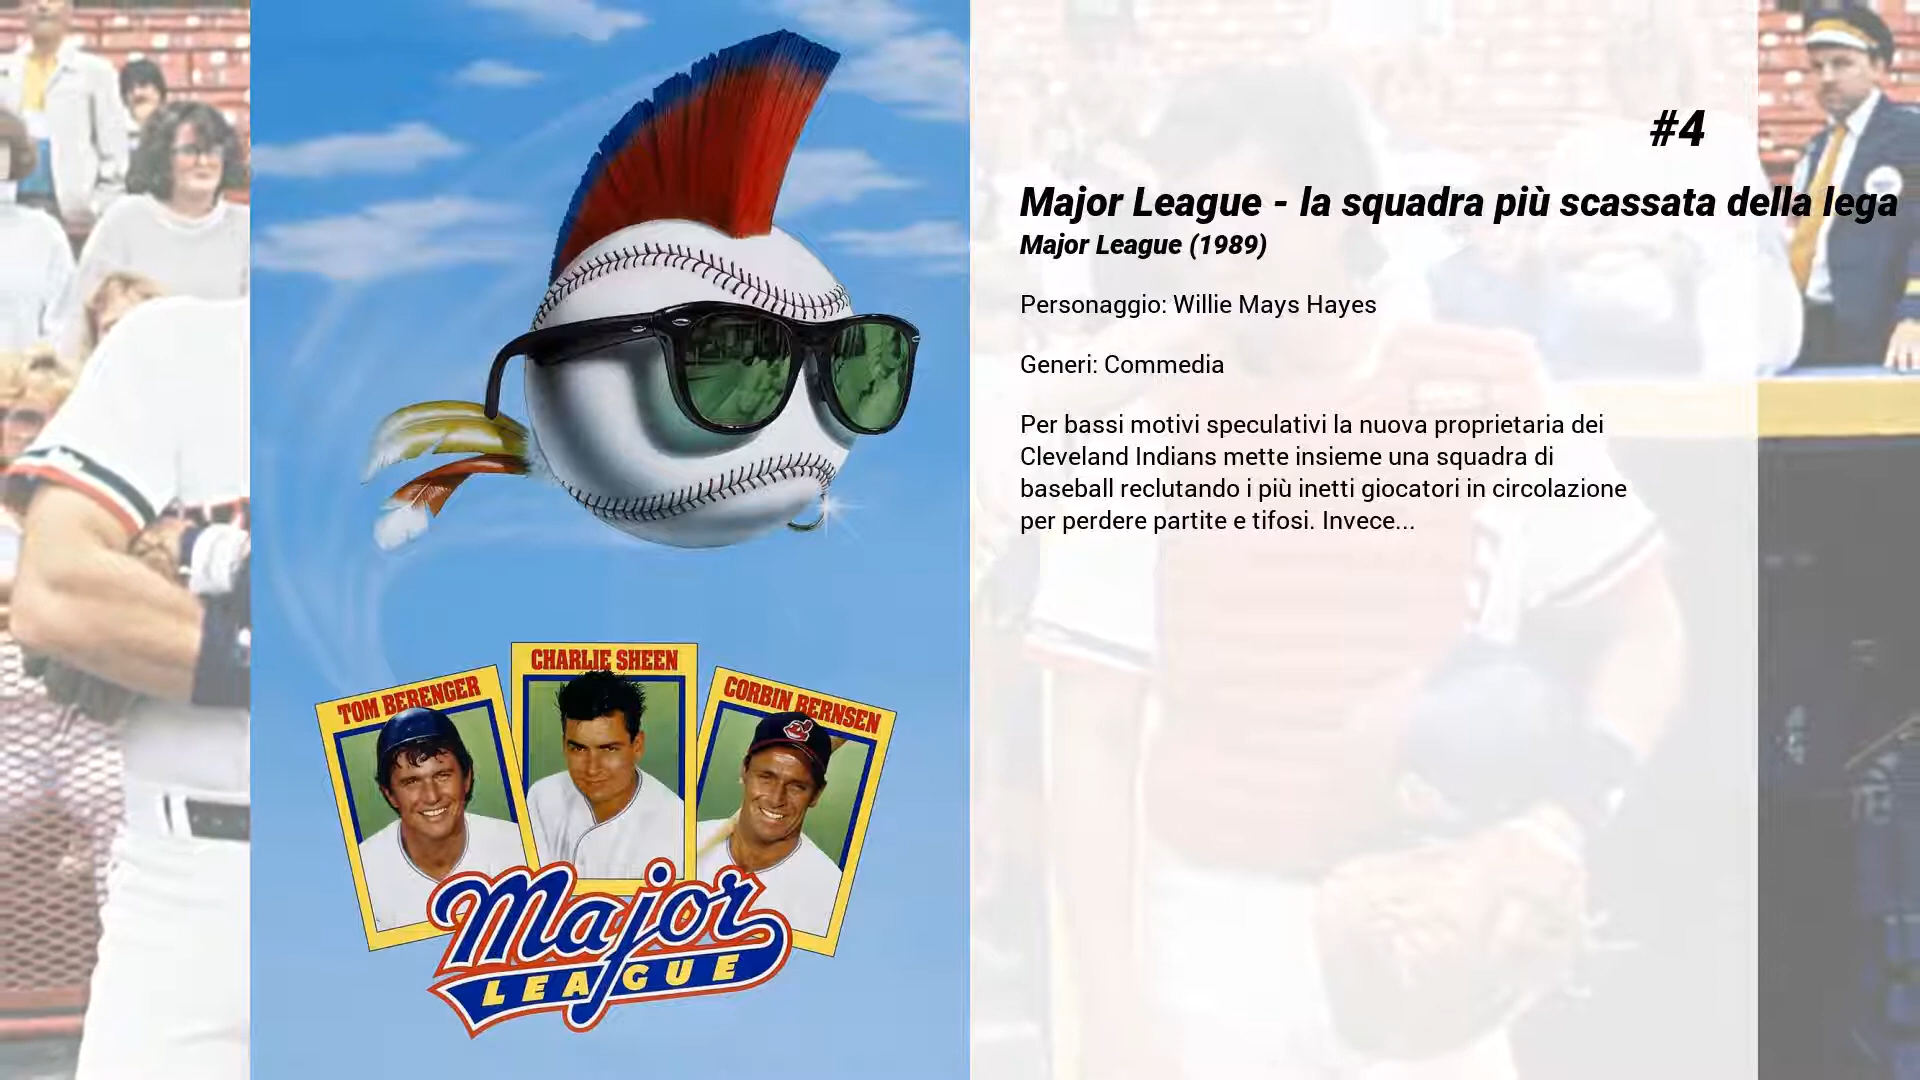 #4
Major League - la squadra più scassata della lega
Major League (1989)
Personaggio: Willie Mays Hayes
Generi: Commedia
Per bassi motivi speculativi la nuova proprietaria dei
Cleveland Indians mette insieme una squadra di
baseball reclutando i più inetti giocatori in circolazione
per perdere partite e tifosi. Invece...
TOM BERENGER
CHARLIE SHEEN
CORBIN BERNSEN
Major
LEAGUE